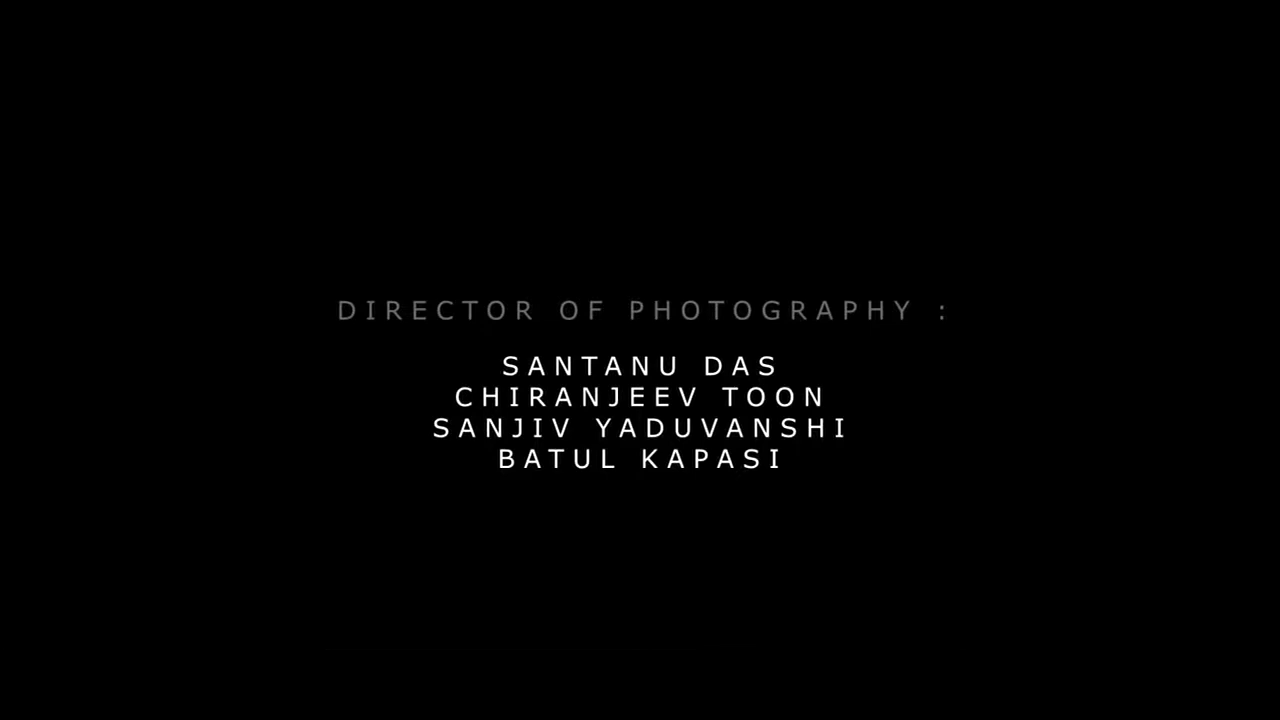 DIRECTOR OF PHOTOGRAPHY :
SANTANU DAS
CHIRANJEEV TOON
SANJIV YADUVANSHI
BATUL KAPASI